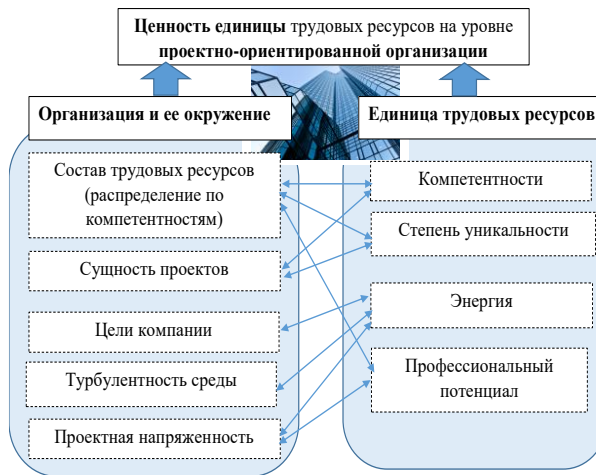 Ценность единицы трудовых ресурсов на уровне
проектно-ориентированной организации
Организация и ее окружение
Состав трудовых ресурсов
(распределение по
компетентностям)
Сущность проектов
Цели компании
Турбулентность среды
Проектная напряженность
Единица трудовых ресурсов
Компетентности
Степень уникальности
Энергия
Профессиональный
потенциал